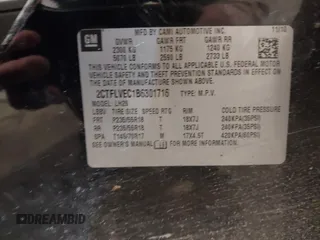 GM
MFD BY CAMI AUTOMOTIVE INC. 11/10
GVWR GAWR FRT GAWR RR
2300 KG 1175 KG 1240 KG
5070 LB 2590 LB 2733 LB
THIS VEHICLE CONFORMS TO ALL APPLICABLE U.S. FEDERAL
MOTOR VEHICLE SAFETY AND THEFT PREVENTION
STANDARDS IN EFFECT ON THE
DATE OF MANUFACTURE SHOWN ABOVE.
2CTFLVEC1B6301716 TYPE: M.P.V.
TIRE SIZE SPEED RTG RIM COLD TIRE PRESSURE
FRT P235/55R18 T 18X7J 240KPA(35PSI)
RR P235/55R18 T 18X7J 240KPA(35PSI)
SPA T145/70R17 M 17X4.5T 420KPA(60PSI)
SEE OWNER'S MANUAL FOR ADDITIONAL INFORMATION.
AUTOBIDMASTER